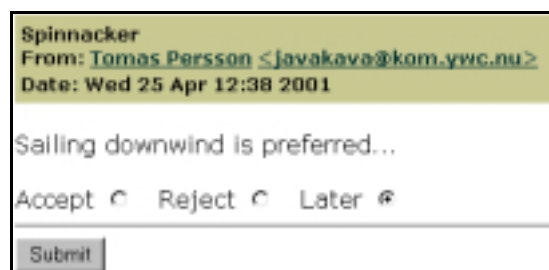 Spinnacker
From: Tomas Persson <javakava@kom.ywc.nu>
Date: Wed 25 Apr 12:38 2001
Sailing downwind is preferred...
Accept Reject Later
Submit